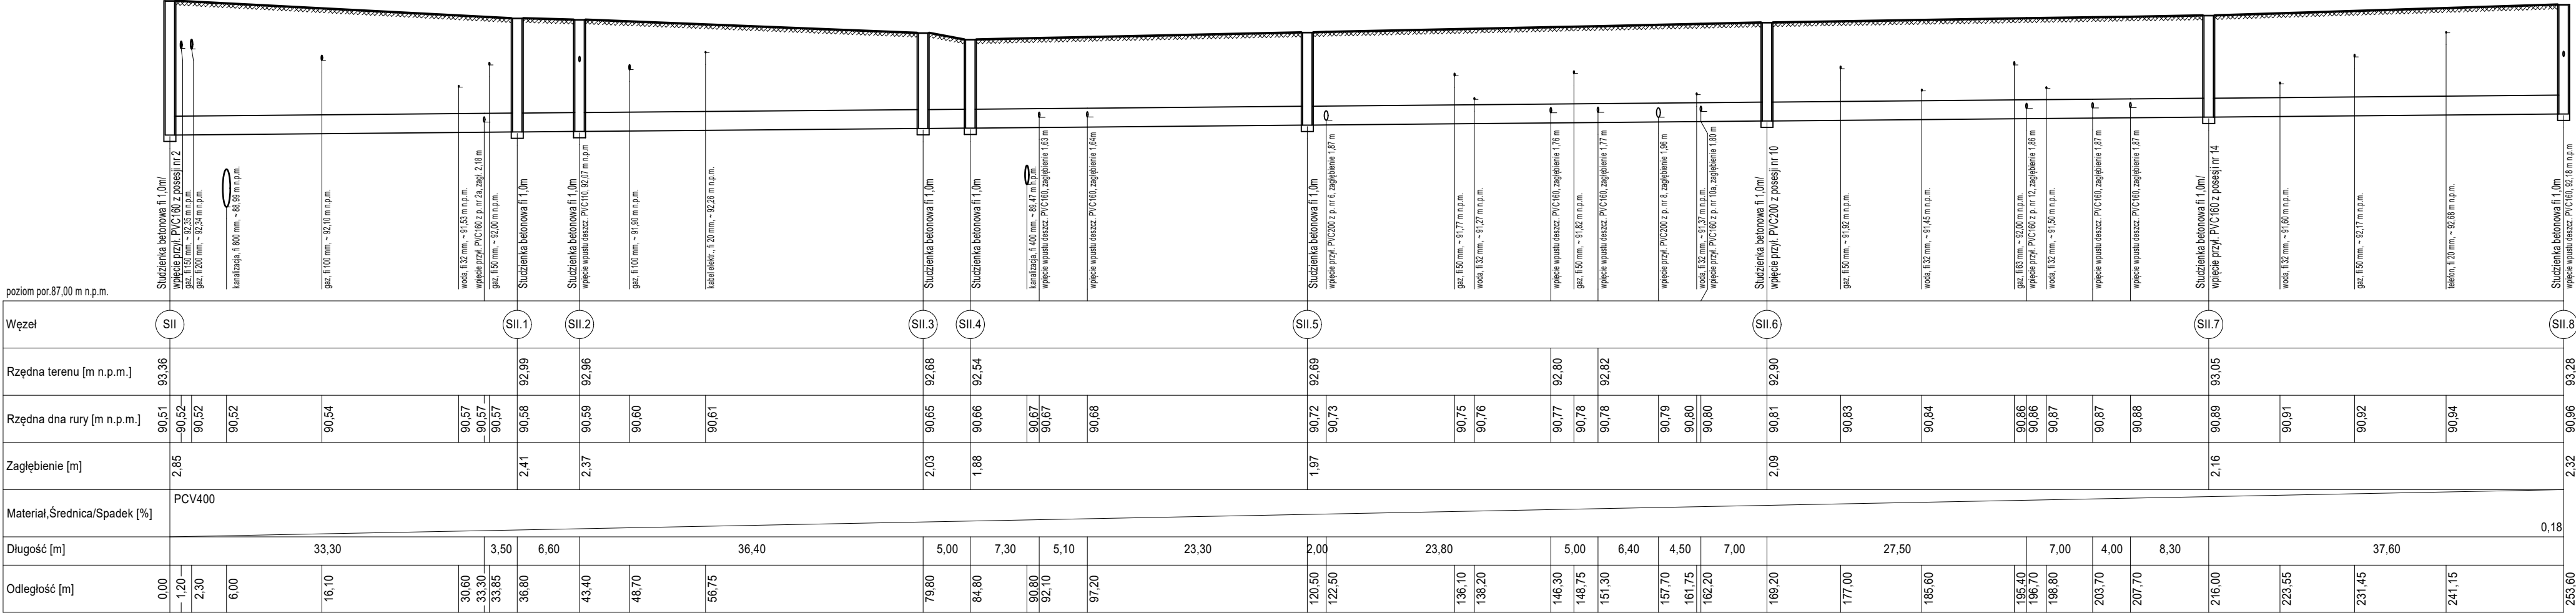 Studzienka betonowa fi 1,0m/
wpięcie przył. PVC160 z posesji nr 2
gaz, fi 150 mm, ~ 92,35 m n.p.m.
gaz, fi 200 mm, ~ 92,34 m n.p.m.
kanalizacja, fi 800 mm, ~ 88,99 m n.p.m.
gaz, fi 100 mm, ~ 92,10 m n.p.m.
woda, fi 32 mm, ~ 91,53 m n.p.m.
wpięcie przył. PVC160 z p. nr 2a, zagł. 2,18 m
gaz, fi 50 mm, ~ 92,00 m n.p.m.
Studzienka betonowa fi 1,0m
Studzienka betonowa fi 1,0m
wpięcie wpustu deszcz. PVC110, 92,07 m n.p.m
gaz, fi 100 mm, ~ 91,90 m n.p.m.
kabel elektr, fi 20 mm, ~ 92,26 m n.p.m.
Studzienka betonowa fi 1,0m
Studzienka betonowa fi 1,0m
kanalizacja, fi 400 mm, ~ 89,47 m n.p.m.
wpięcie wpustu deszcz. PVC160, zagłębienie 1,63 m
wpięcie wpustu deszcz. PVC160, zagłębienie 1,64m
Studzienka betonowa fi 1,0m
wpięcie przył. PVC200 z p. nr 6, zagłębienie 1,87 m
gaz, fi 50 mm, ~ 91,77 m n.p.m.
woda, fi 32 mm, ~ 91,27 m n.p.m.
wpięcie wpustu deszcz. PVC160, zagłębienie 1,76 m
gaz, fi 50 mm, ~ 91,82 m n.p.m.
wpięcie wpustu deszcz. PVC160, zagłębienie 1,77 m
wpięcie przył. PVC200 z p. nr 8, zagłębienie 1,96 m
woda, fi 32 mm, ~ 91,37 m n.p.m.
wpięcie przył. PVC160 z p. nr 10a, zagłębienie 1,80 m
Studzienka betonowa fi 1,0m/
wpięcie przył. PVC200 z posesji nr 10
gaz, fi 50 mm, ~ 91,92 m n.p.m.
woda, fi 32 mm, ~ 91,45 m n.p.m.
gaz, fi 63 mm, ~ 92,00 m n.p.m.
wpięcie przył. PVC160 z p. nr 12, zagłębienie 1,86 m
woda, fi 32 mm, ~ 91,50 m n.p.m.
wpięcie wpustu deszcz. PVC160, zagłębienie 1,87 m
wpięcie wpustu deszcz. PVC160, zagłębienie 1,87 m
Studzienka betonowa fi 1,0m/
wpięcie przył. PVC160 z posesji nr 14
woda, fi 32 mm, ~ 91,60 m n.p.m.
gaz, fi 50 mm, ~ 92,17 m n.p.m.
telefon, fi 20 mm, ~ 92,68 m n.p.m.
Studzienka betonowa fi 1,0m
wpięcie wpustu deszcz. PVC160, 92,18 m n.p.m
poziom por.87,00 m n.p.m.
Węzeł SII SII.1 SII.2 SII.3 SII.4 SII.5 SII.6 SII.7 SII.8
Rzędna terenu [m n.p.m.] 93,36 92,99 92,96 92,68 92,54 92,69 92,80 92,82 92,90 93,05 93,28
Rzędna dna rury [m n.p.m.] 90,51 90,52 90,52 90,52 90,54 90,57 90,57 90,57 90,58 90,59 90,60 90,61 90,65 90,66 90,67 90,67 90,68 90,72 90,73 90,75 90,76 90,77 90,78 90,78 90,79 90,80 90,80 90,81 90,83 90,84 90,86 90,86 90,87 90,87 90,88 90,89 90,91 90,92 90,94 90,96
Zagłębienie [m] 2,85 2,41 2,37 2,03 1,88 1,97 2,09 2,16 2,32
PCV400
Materiał,Średnica/Spadek [%]
0,18
Długość [m] 33,30 3,50 6,60 36,40 5,00 7,30 5,10 23,30 2,00 23,80 5,00 6,40 4,50 7,00 27,50 7,00 4,00 8,30 37,60
Odległość [m] 0,00 1,20 2,30 6,00 16,10 30,60 33,30 33,85 36,80 43,40 48,70 56,75 79,80 84,80 90,80 92,10 97,20 120,50 122,50 136,10 138,20 146,30 148,75 151,30 157,70 161,75 162,20 169,20 177,00 185,60 195,40 196,70 198,80 203,70 207,70 216,00 223,55 231,45 241,15 253,60